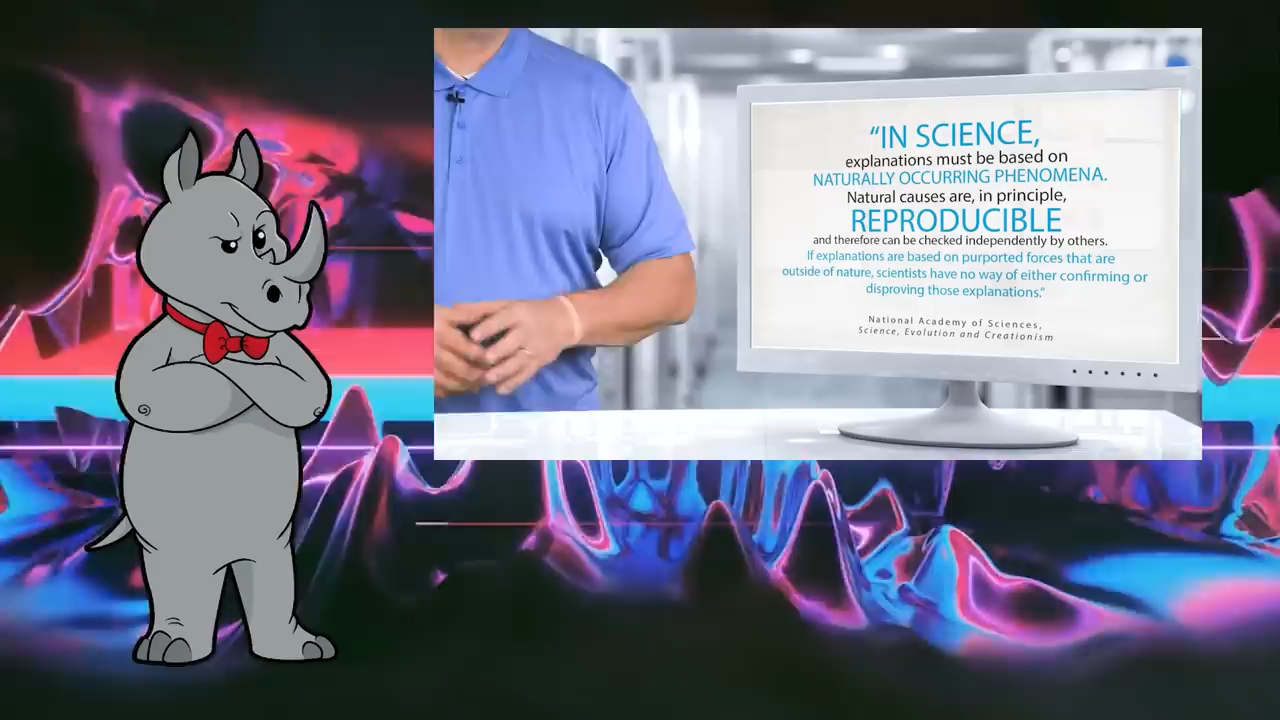 “IN SCIENCE,
explanations must be based on
NATURALLY OCCURRING PHENOMENA.
Natural causes are, in principle,
REPRODUCIBLE
and therefore can be checked independently by others.
If explanations are based on purported forces that are
outside of nature, scientists have no way of either confirming or
disproving those explanations.”
National Academy of Sciences,
Science, Evolution and Creationism